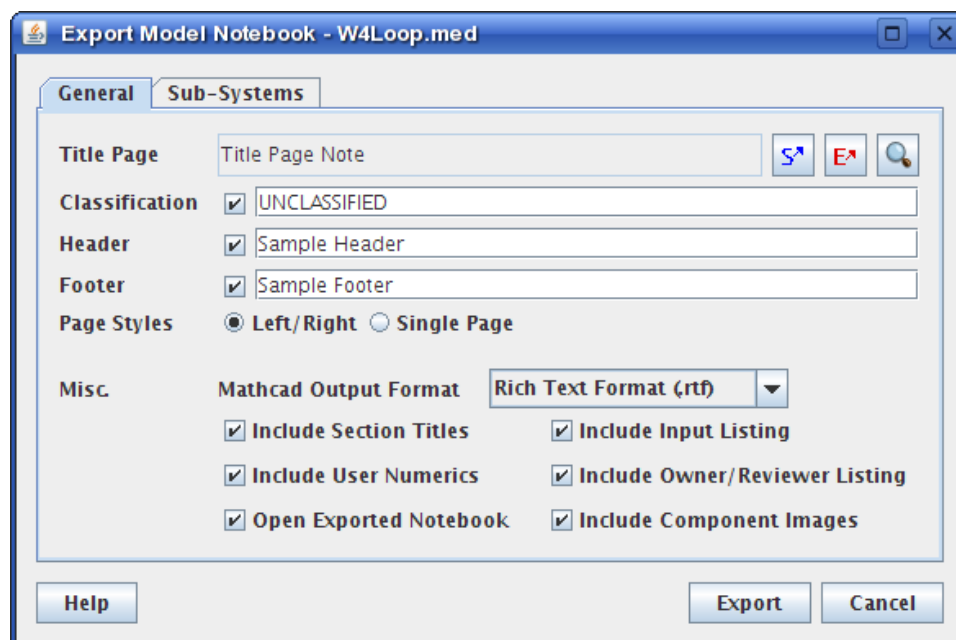 Export Model Notebook - W4Loop.med
General Sub-Systems
Title Page Title Page Note S E
Classification UNCLASSIFIED
Header Sample Header
Footer Sample Footer
Page Styles Left/Right Single Page
Misc. Mathcad Output Format Rich Text Format (.rtf)
Include Section Titles Include Input Listing
Include User Numerics Include Owner/Reviewer Listing
Open Exported Notebook Include Component Images
Help Export Cancel